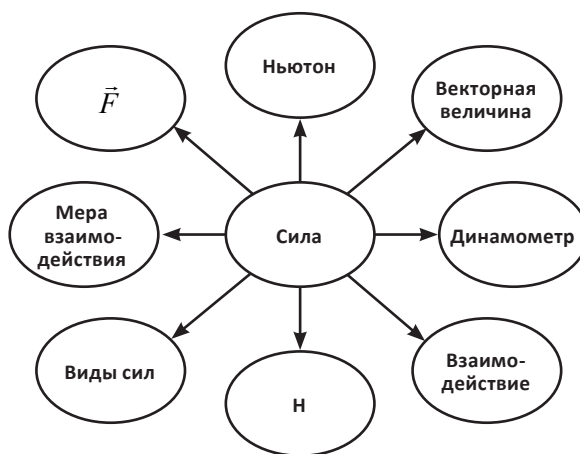 Ньютон
F⃗
Векторная
величина
Мера
взаимо-
действия
Сила
Динамометр
Виды сил
Н
Взаимо-
действие